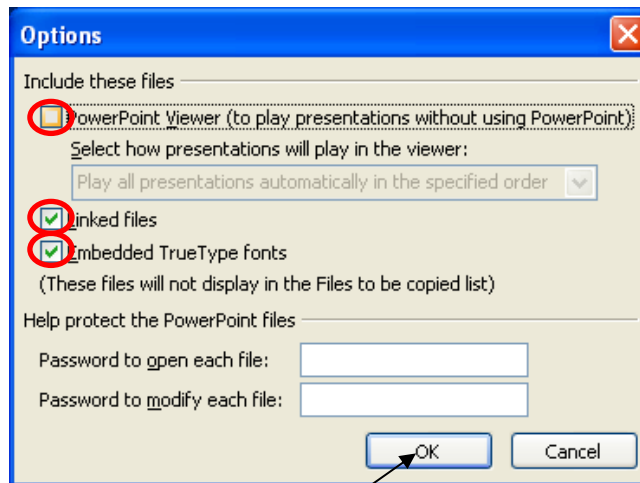 Options
Include these files
PowerPoint Viewer (to play presentations without using PowerPoint)
Select how presentations will play in the viewer:
Play all presentations automatically in the specified order
Linked files
Embedded TrueType fonts
(These files will not display in the Files to be copied list)
Help protect the PowerPoint files
Password to open each file:
Password to modify each file:
OK Cancel